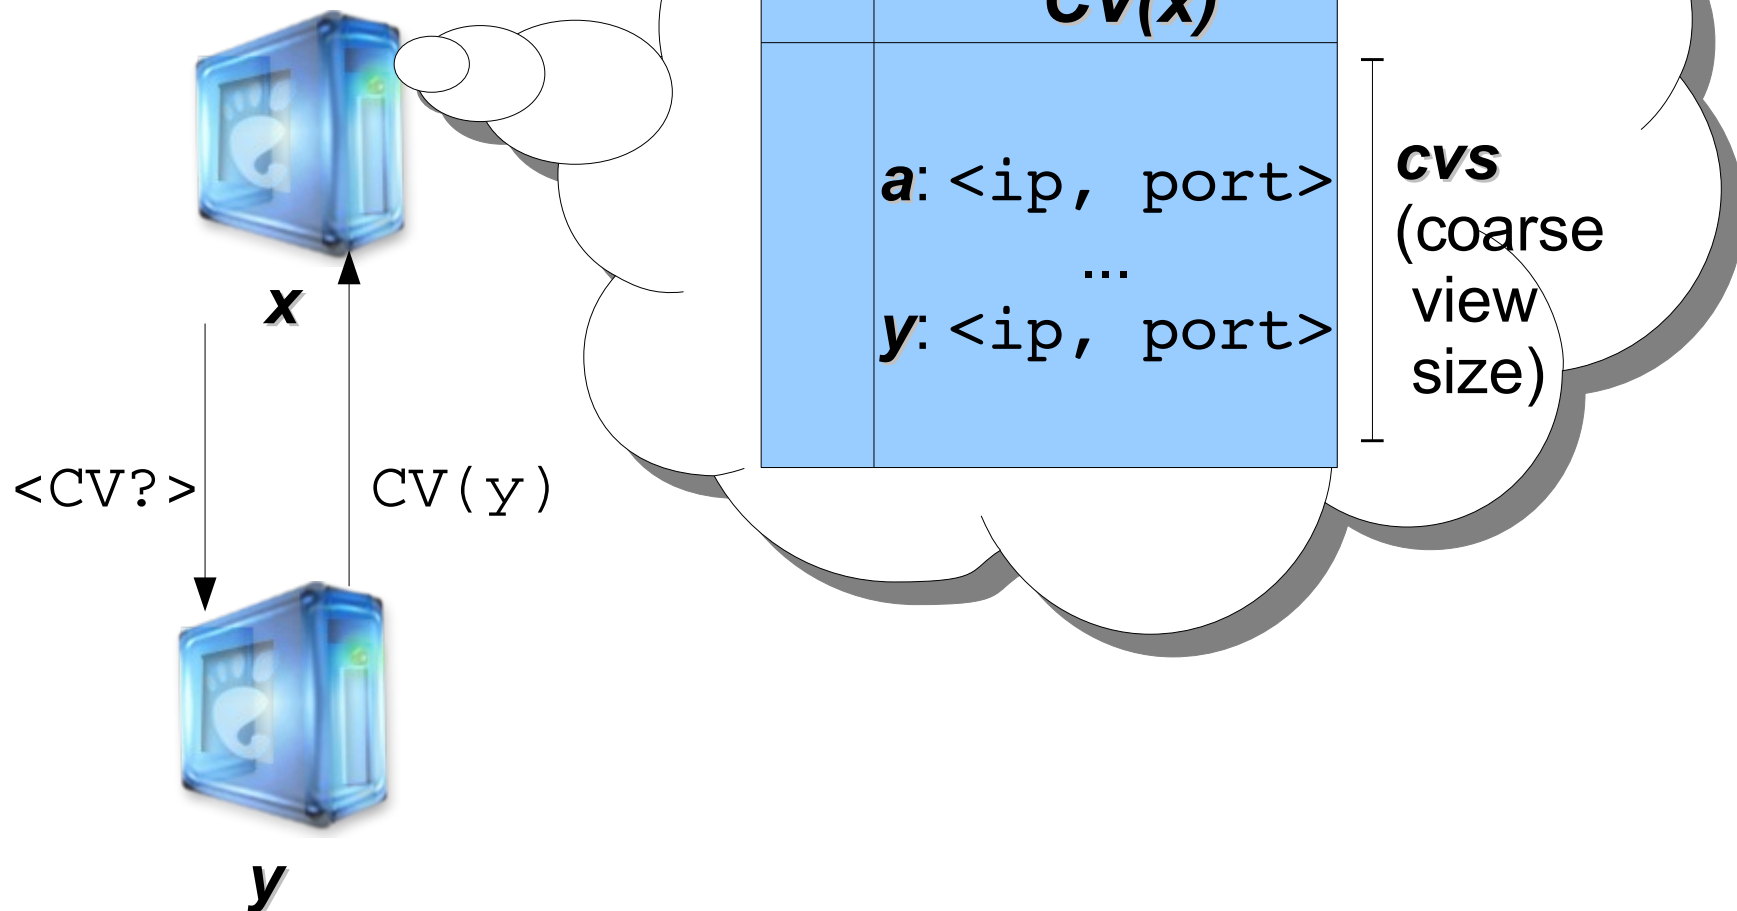 CV(x)
a: <ip, port>
...
y: <ip, port>
cvs
(coarse
view
size)
x
<CV?>
CV(y)
y